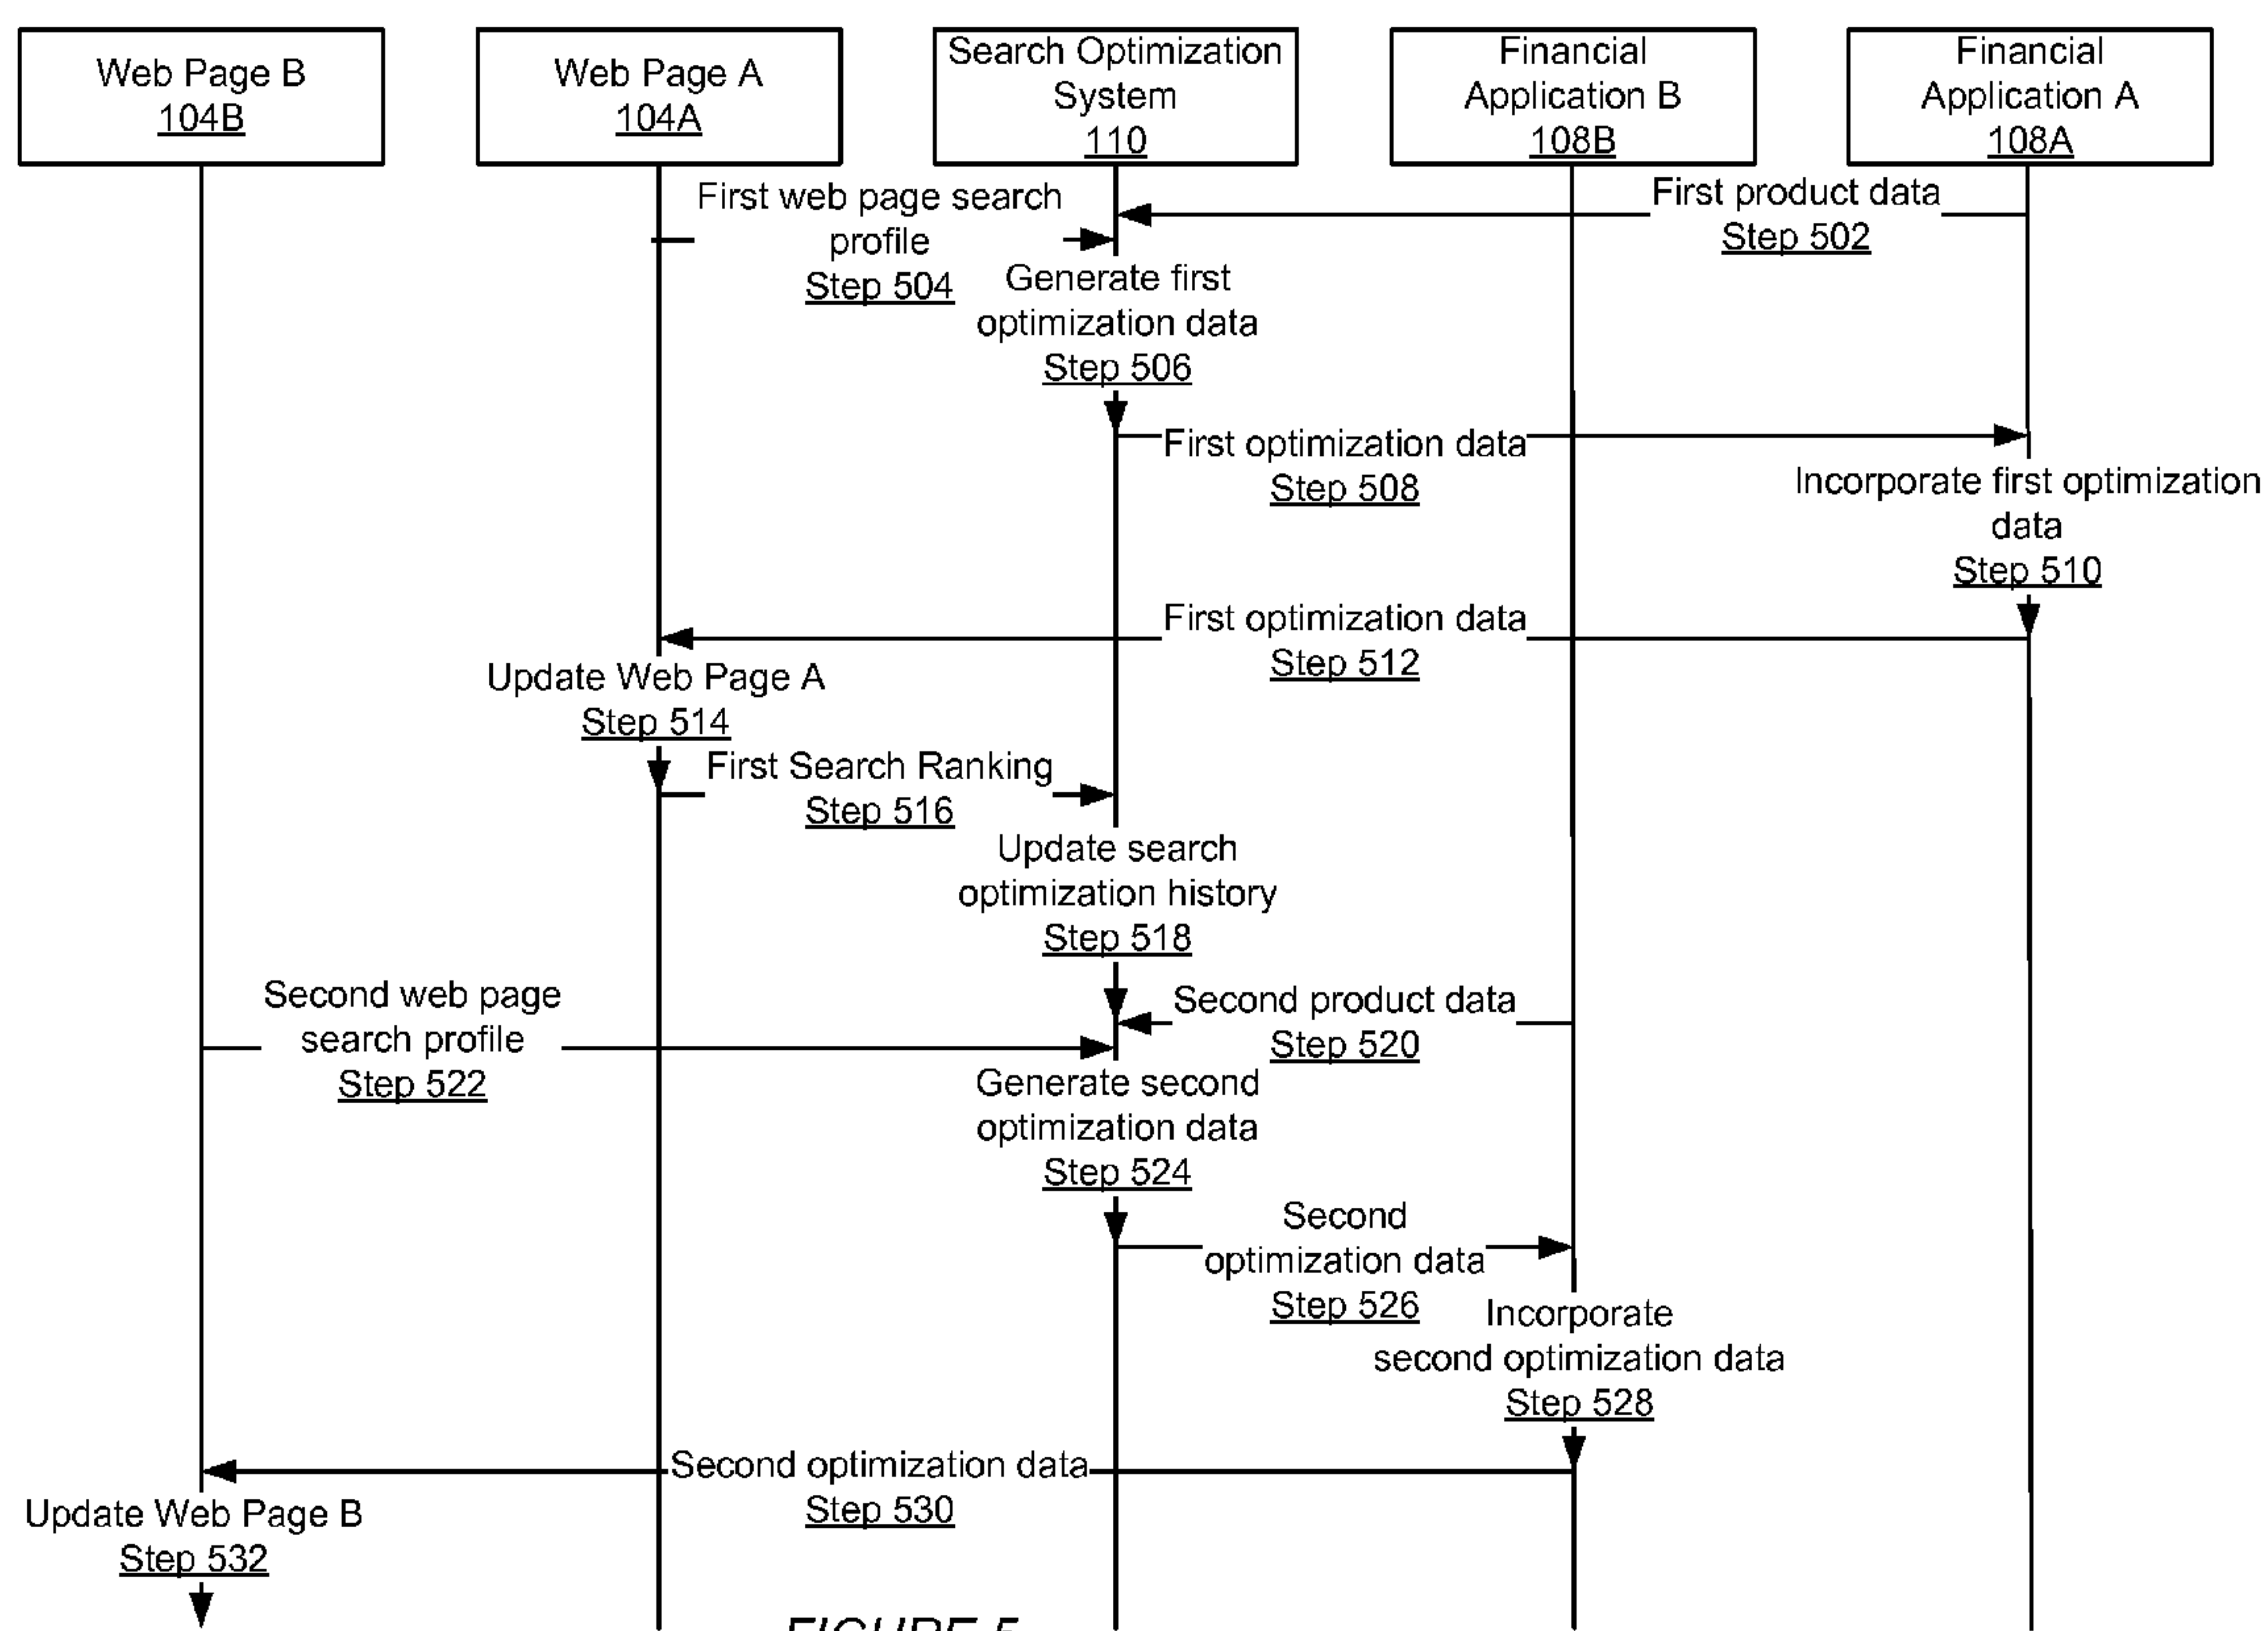 Web Page B
104B
Web Page A
104A
Search Optimization
System
110
Financial
Application B
108B
Financial
Application A
108A
First product data
Step 502
First web page search
profile
Step 504
Generate first
optimization data
Step 506
First optimization data
Step 508
Incorporate first optimization
data
Step 510
First optimization data
Step 512
Update Web Page A
Step 514
First Search Ranking
Step 516
Update search
optimization history
Step 518
Second product data
Step 520
Second web page
search profile
Step 522
Generate second
optimization data
Step 524
Second
optimization data
Step 526
Incorporate
second optimization data
Step 528
Second optimization data
Step 530
Update Web Page B
Step 532
FIGURE 5